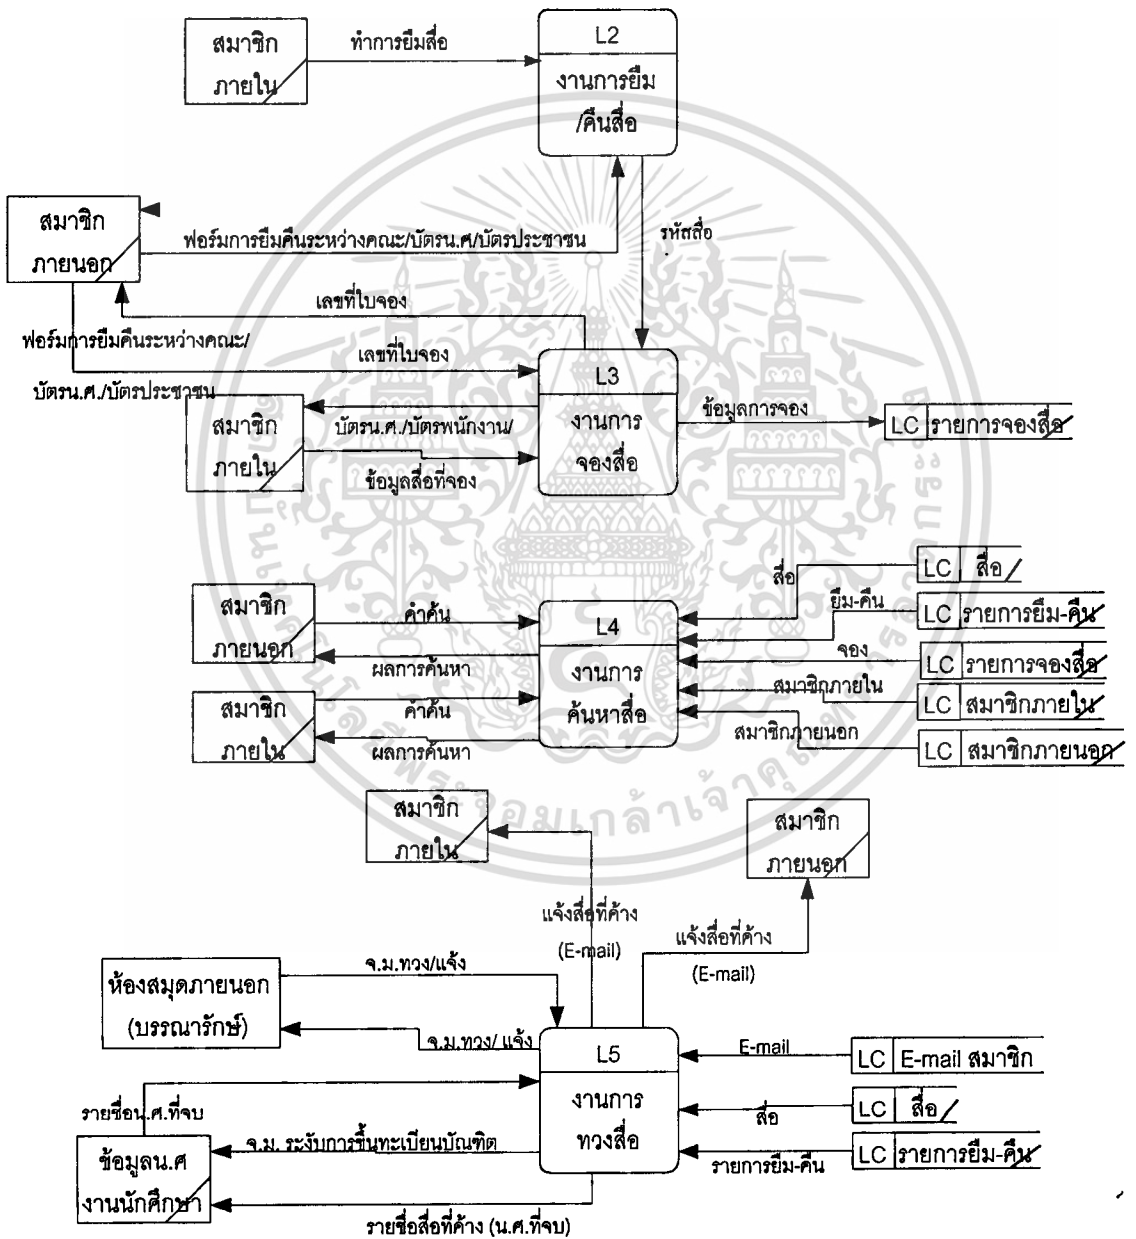 สมาชิก
ภายใน
ทำการยืมสื่อ
L2
งานการยืม
/คืนสื่อ
สมาชิก
ภายนอก
ฟอร์มการยืมคืนระหว่างคณะ/บัตรน.ศ/บัตรประชาชน
รหัสสื่อ
เลขที่ใบจอง
ฟอร์มการยืมคืนระหว่างคณะ/
บัตรน.ศ./บัตรประชาชน
เลขที่ใบจอง
L3
งานการ
จองสื่อ
สมาชิก
ภายใน
บัตรน.ศ./บัตรพนักงาน/
ข้อมูลสื่อที่จอง
ข้อมูลการจอง
LC รายการจองสื่อ
สมาชิก
ภายนอก
คำค้น
ผลการค้นหา
สมาชิก
ภายใน
คำค้น
ผลการค้นหา
L4
งานการ
ค้นหาสื่อ
สื่อ
LC สื่อ
ยืม-คืน
LC รายการยืม-คืน
จอง
LC รายการจองสื่อ
สมาชิกภายใน
LC สมาชิกภายใน
สมาชิกภายนอก
LC สมาชิกภายนอก
พระจอมเกล้าเจ้าคุณทหาร
สมาชิก
ภายใน
สมาชิก
ภายนอก
แจ้งสื่อที่ค้าง
(E-mail)
แจ้งสื่อที่ค้าง
(E-mail)
ห้องสมุดภายนอก
(บรรณารักษ์)
จ.ม.ทวง/แจ้ง
จ.ม.ทวง/ แจ้ง
L5
งานการ
ทวงสื่อ
E-mail
LC E-mail สมาชิก
สื่อ
LC สื่อ
รายการยืม-คืน
LC รายการยืม-คืน
รายชื่อน.ศ.ที่จบ
ข้อมูลน.ศ
งานนักศึกษา
จ.ม. ระงับการขึ้นทะเบียนบัณฑิต
รายชื่อสื่อที่ค้าง (น.ศ.ที่จบ)